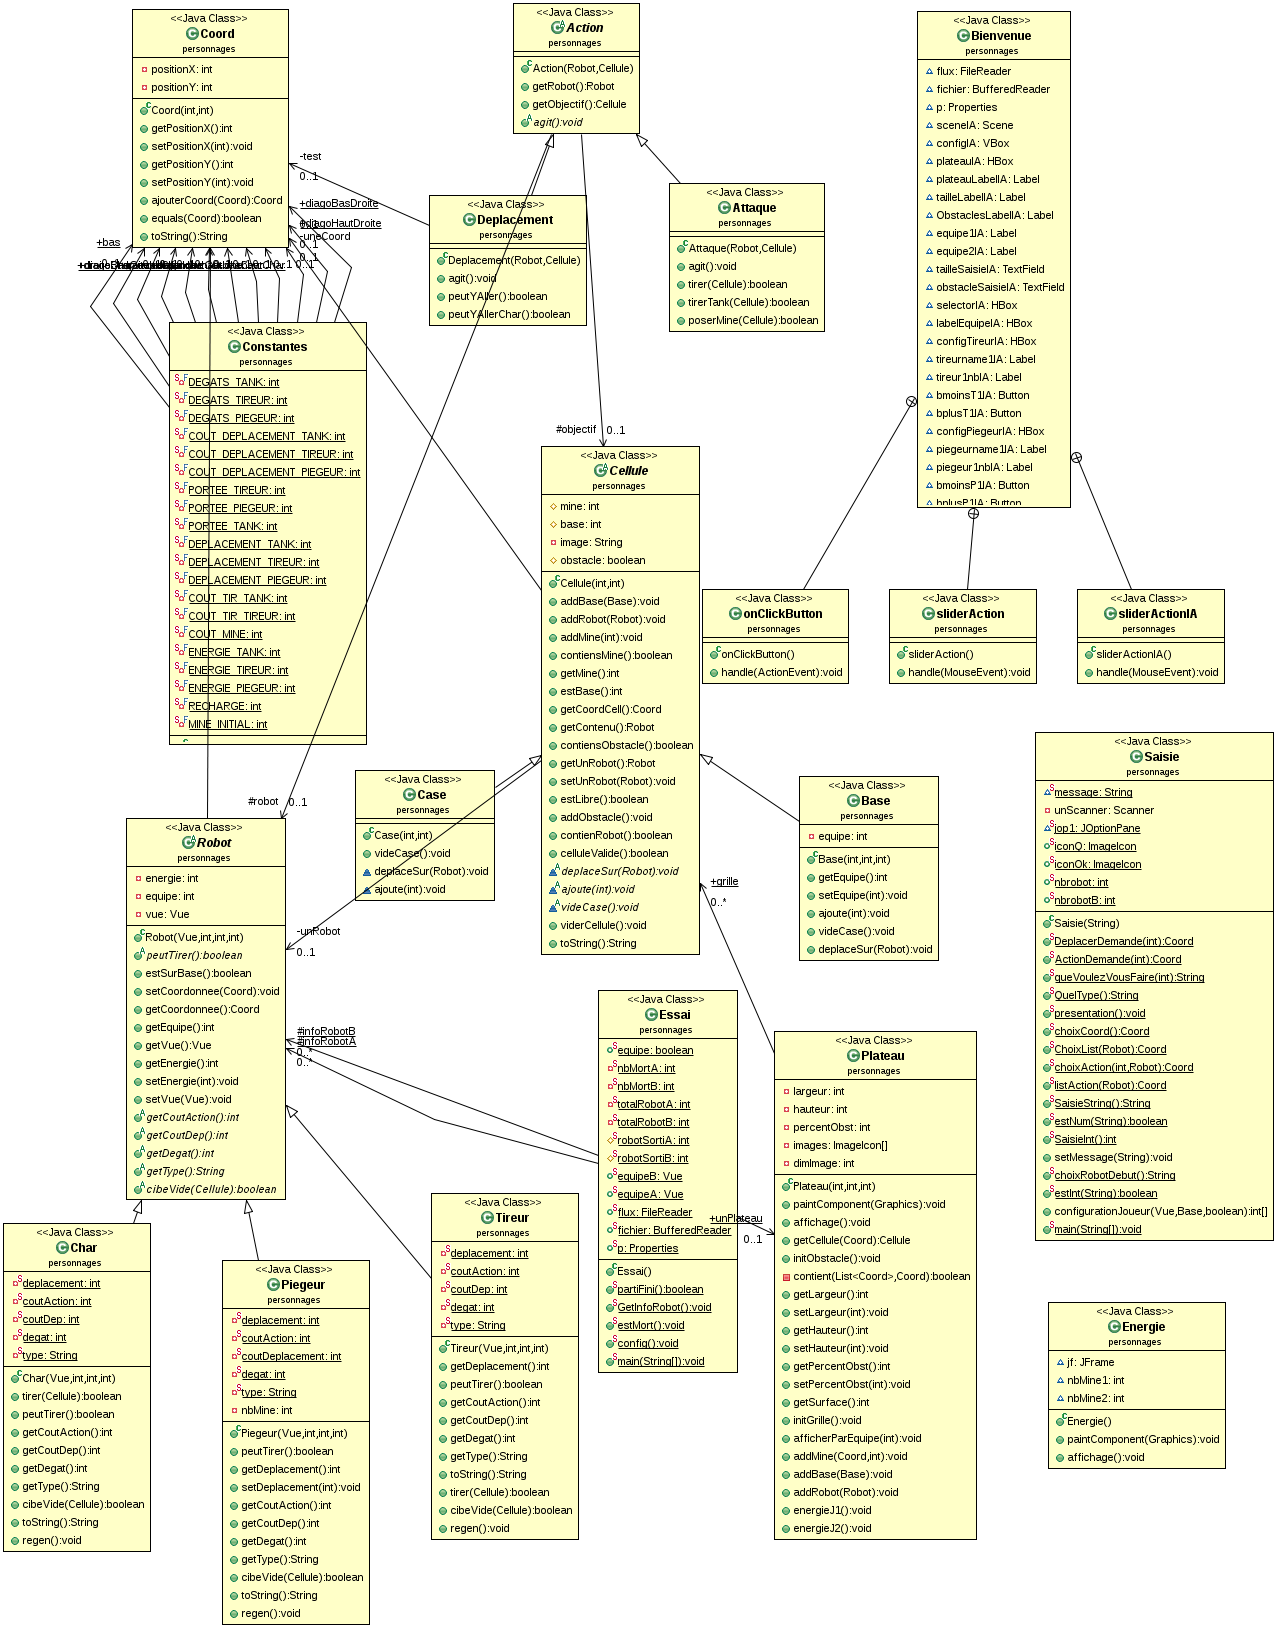 <<Java Class>>
Coord
personnages
positionX: int
positionY: int
Coord(int,int)
getPositionX():int
setPositionX(int):void
getPositionY():int
setPositionY(int):void
ajouterCoord(Coord):Coord
equals(Coord):boolean
toString():String
<<Java Class>>
Action
personnages
Action(Robot,Cellule)
getRobot():Robot
getObjectif():Cellule
agit():void
<<Java Class>>
Bienvenue
personnages
flux: FileReader
fichier: BufferedReader
p: Properties
sceneIA: Scene
configIA: VBox
plateauIA: HBox
plateauLabelIA: Label
tailleLabelIA: Label
ObstaclesLabelIA: Label
equipe1IA: Label
equipe2IA: Label
tailleSaisieIA: TextField
obstacleSaisieIA: TextField
selectorIA: HBox
labelEquipeIA: HBox
configTireurIA: HBox
tireurname1IA: Label
tireur1nbIA: Label
bmoinsT1IA: Button
bplusT1IA: Button
configPiegeurIA: HBox
piegeurname1IA: Label
piegeur1nbIA: Label
bmoinsP1IA: Button
bplusP1IA: Button
-test
0..1
+diagoBasDroite
+diagoHautDroite
-uneCoord
0..1
0..1
0..1
+bas
<<Java Class>>
Deplacement
personnages
Deplacement(Robot,Cellule)
agit():void
peutYAller():boolean
peutYAllerChar():boolean
<<Java Class>>
Attaque
personnages
Attaque(Robot,Cellule)
agit():void
tirer(Cellule):boolean
tirerTank(Cellule):boolean
poserMine(Cellule):boolean
<<Java Class>>
Constantes
personnages
DEGATS_TANK: int
DEGATS_TIREUR: int
DEGATS_PIEGEUR: int
COUT_DEPLACEMENT_TANK: int
COUT_DEPLACEMENT_TIREUR: int
COUT_DEPLACEMENT_PIEGEUR: int
PORTEE_TIREUR: int
PORTEE_PIEGEUR: int
PORTEE_TANK: int
DEPLACEMENT_TANK: int
DEPLACEMENT_TIREUR: int
DEPLACEMENT_PIEGEUR: int
COUT_TIR_TANK: int
COUT_TIR_TIREUR: int
COUT_MINE: int
ENERGIE_TANK: int
ENERGIE_TIREUR: int
ENERGIE_PIEGEUR: int
RECHARGE: int
MINE_INITIAL: int
#objectif
0..1
<<Java Class>>
Cellule
personnages
mine: int
base: int
image: String
obstacle: boolean
Cellule(int,int)
addBase(Base):void
addRobot(Robot):void
addMine(int):void
contiensMine():boolean
getMine():int
estBase():int
getCoordCell():Coord
getContenu():Robot
contiensObstacle():boolean
getUnRobot():Robot
setUnRobot(Robot):void
estLibre():boolean
addObstacle():void
contienRobot():boolean
celluleValide():boolean
deplaceSur(Robot):void
ajoute(int):void
videCase():void
viderCellule():void
toString():String
<<Java Class>>
onClickButton
personnages
onClickButton()
handle(ActionEvent):void
<<Java Class>>
sliderAction
personnages
sliderAction()
handle(MouseEvent):void
<<Java Class>>
sliderActionIA
personnages
sliderActionIA()
handle(MouseEvent):void
<<Java Class>>
Saisie
personnages
message: String
unScanner: Scanner
jop1: JOptionPane
iconQ: ImageIcon
iconOk: ImageIcon
nbrobot: int
nbrobotB: int
Saisie(String)
DeplacerDemande(int):Coord
ActionDemande(int):Coord
queVoulezVousFaire(int):String
QuelType():String
presentation():void
choixCoord():Coord
ChoixList(Robot):Coord
choixAction(int,Robot):Coord
listAction(Robot):Coord
SaisieString():String
estNum(String):boolean
SaisieInt():int
setMessage(String):void
choixRobotDebut():String
estInt(String):boolean
configurationJoueur(Vue,Base,boolean):int[]
main(String[]):void
<<Java Class>>
Case
personnages
Case(int,int)
videCase():void
deplaceSur(Robot):void
ajoute(int):void
<<Java Class>>
Base
personnages
equipe: int
Base(int,int,int)
getEquipe():int
setEquipe(int):void
ajoute(int):void
videCase():void
deplaceSur(Robot):void
#robot
0..1
<<Java Class>>
Robot
personnages
energie: int
equipe: int
vue: Vue
Robot(Vue,int,int,int)
peutTirer():boolean
estSurBase():boolean
setCoordonnee(Coord):void
getCoordonnee():Coord
getEquipe():int
getVue():Vue
getEnergie():int
setEnergie(int):void
setVue(Vue):void
getCoutAction():int
getCoutDep():int
getDegat():int
getType():String
cibeVide(Cellule):boolean
-unRobot
0..1
#infoRobotB
#infoRobotA
0..*
0..*
+grille
0..*
<<Java Class>>
Essai
personnages
equipe: boolean
nbMortA: int
nbMortB: int
totalRobotA: int
totalRobotB: int
robotSortiA: int
robotSortiB: int
equipeB: Vue
equipeA: Vue
flux: FileReader
fichier: BufferedReader
p: Properties
Essai()
partiFini():boolean
GetInfoRobot():void
estMort():void
config():void
main(String[]):void
+unPlateau
0..1
<<Java Class>>
Plateau
personnages
largeur: int
hauteur: int
percentObst: int
images: ImageIcon[]
dimImage: int
Plateau(int,int,int)
paintComponent(Graphics):void
affichage():void
getCellule(Coord):Cellule
initObstacle():void
contient(List<Coord>,Coord):boolean
getLargeur():int
setLargeur(int):void
getHauteur():int
setHauteur(int):void
getPercentObst():int
setPercentObst(int):void
getSurface():int
initGrille():void
afficherParEquipe(int):void
addMine(Coord,int):void
addBase(Base):void
addRobot(Robot):void
energieJ1():void
energieJ2():void
<<Java Class>>
Char
personnages
deplacement: int
coutAction: int
coutDep: int
degat: int
type: String
Char(Vue,int,int,int)
tirer(Cellule):boolean
peutTirer():boolean
getCoutAction():int
getCoutDep():int
getDegat():int
getType():String
cibeVide(Cellule):boolean
toString():String
regen():void
<<Java Class>>
Piegeur
personnages
deplacement: int
coutAction: int
coutDeplacement: int
degat: int
type: String
nbMine: int
Piegeur(Vue,int,int,int)
peutTirer():boolean
getDeplacement():int
setDeplacement(int):void
getCoutAction():int
getCoutDep():int
getDegat():int
getType():String
cibeVide(Cellule):boolean
toString():String
regen():void
<<Java Class>>
Tireur
personnages
deplacement: int
coutAction: int
coutDep: int
degat: int
type: String
Tireur(Vue,int,int,int)
getDeplacement():int
peutTirer():boolean
getCoutAction():int
getCoutDep():int
getDegat():int
getType():String
toString():String
tirer(Cellule):boolean
cibeVide(Cellule):boolean
regen():void
<<Java Class>>
Energie
personnages
jf: JFrame
nbMine1: int
nbMine2: int
Energie()
paintComponent(Graphics):void
affichage():void